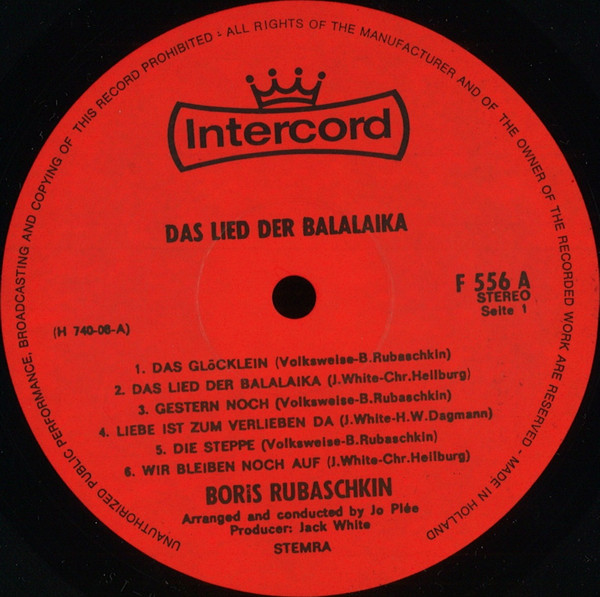 UNAUTHORIZED PUBLIC PERFORMANCE, BROADCASTING AND COPYING OF THIS RECORD PROHIBITED - ALL RIGHTS OF THE MANUFACTURER AND OF THE OWNER OF THE RECORDED WORK ARE RESERVED - MADE IN HOLLAND
Intercord
DAS LIED DER BALALAIKA
F 556 A
STEREO
Seite 1
(H 740-08-A)
1. DAS GLöCKLEIN (Volksweise-B.Rubaschkin)
2. DAS LIED DER BALALAIKA (J.White-Chr.Heilburg)
3. GESTERN NOCH (Volksweise-B.Rubaschkin)
4. LIEBE IST ZUM VERLIEBEN DA (J.White-H.W.Dagmann)
5. DIE STEPPE (Volksweise-B.Rubaschkin)
6. WIR BLEIBEN NOCH AUF (J.White-Chr.Heilburg)
BORiS RUBASCHKIN
Arranged and conducted by Jo Plée
Producer: Jack White
STEMRA